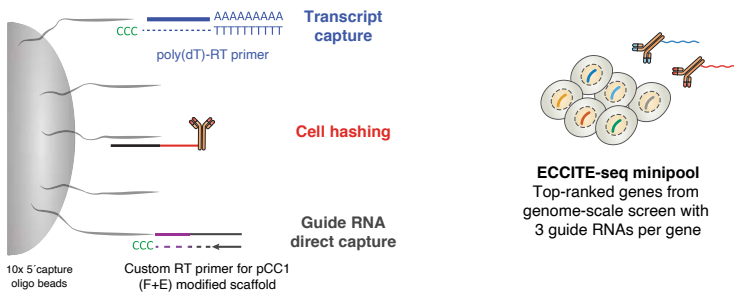 AAAAAAAAA
CCC
TTTTTTTTT
poly(dT)-RT primer
Transcript
capture
Cell hashing
Guide RNA
direct capture
CCC
10x 5´capture
oligo beads
Custom RT primer for pCC1
(F+E) modified scaffold
ECCITE-seq minipool
Top-ranked genes from
genome-scale screen with
3 guide RNAs per gene